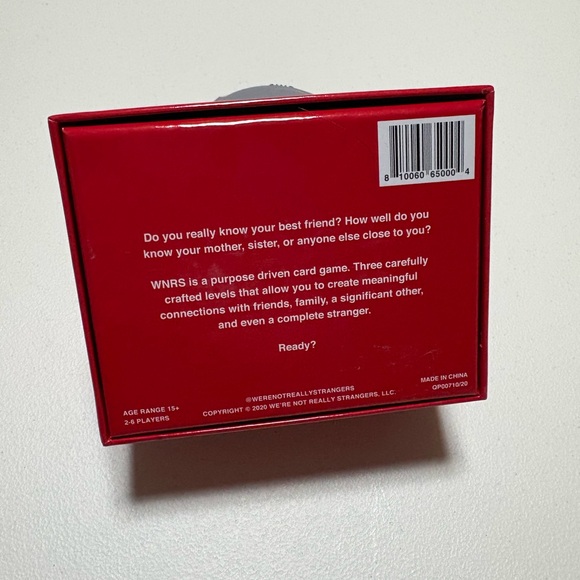 8 10060 65000 4
Do you really know your best friend? How well do you
know your mother, sister, or anyone else close to you?
WNRS is a purpose driven card game. Three carefully
crafted levels that allow you to create meaningful
connections with friends, family, a significant other,
and even a complete stranger.
Ready?
AGE RANGE 15+
2-6 PLAYERS
@WERENOTREALLYSTRANGERS
COPYRIGHT © 2020 WE'RE NOT REALLY STRANGERS, LLC.
MADE IN CHINA
QP00710/20